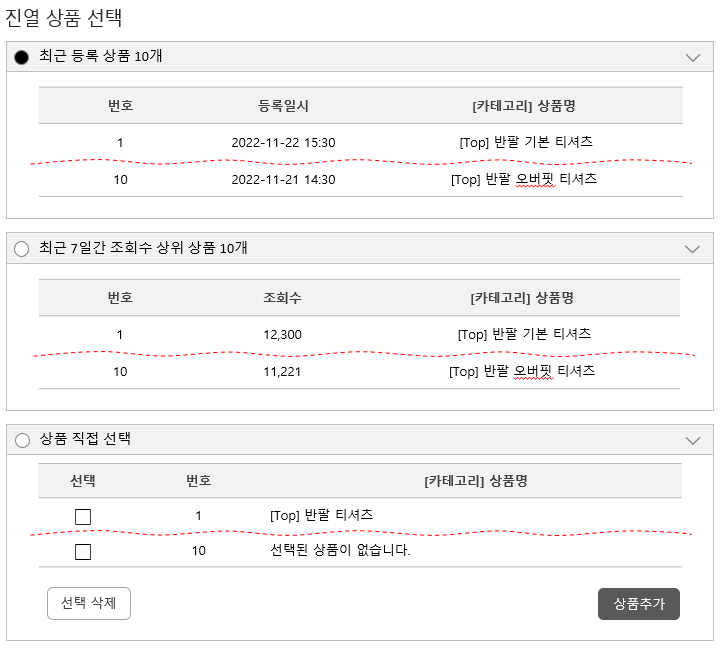 진열 상품 선택
최근 등록 상품 10개
번호 등록일시 [카테고리] 상품명
1 2022-11-22 15:30 [Top] 반팔 기본 티셔츠
10 2022-11-21 14:30 [Top] 반팔 오버핏 티셔츠
최근 7일간 조회수 상위 상품 10개
번호 조회수 [카테고리] 상품명
1 12,300 [Top] 반팔 기본 티셔츠
10 11,221 [Top] 반팔 오버핏 티셔츠
상품 직접 선택
선택 번호 [카테고리] 상품명
1 [Top] 반팔 티셔츠
10 선택된 상품이 없습니다.
선택 삭제 상품추가